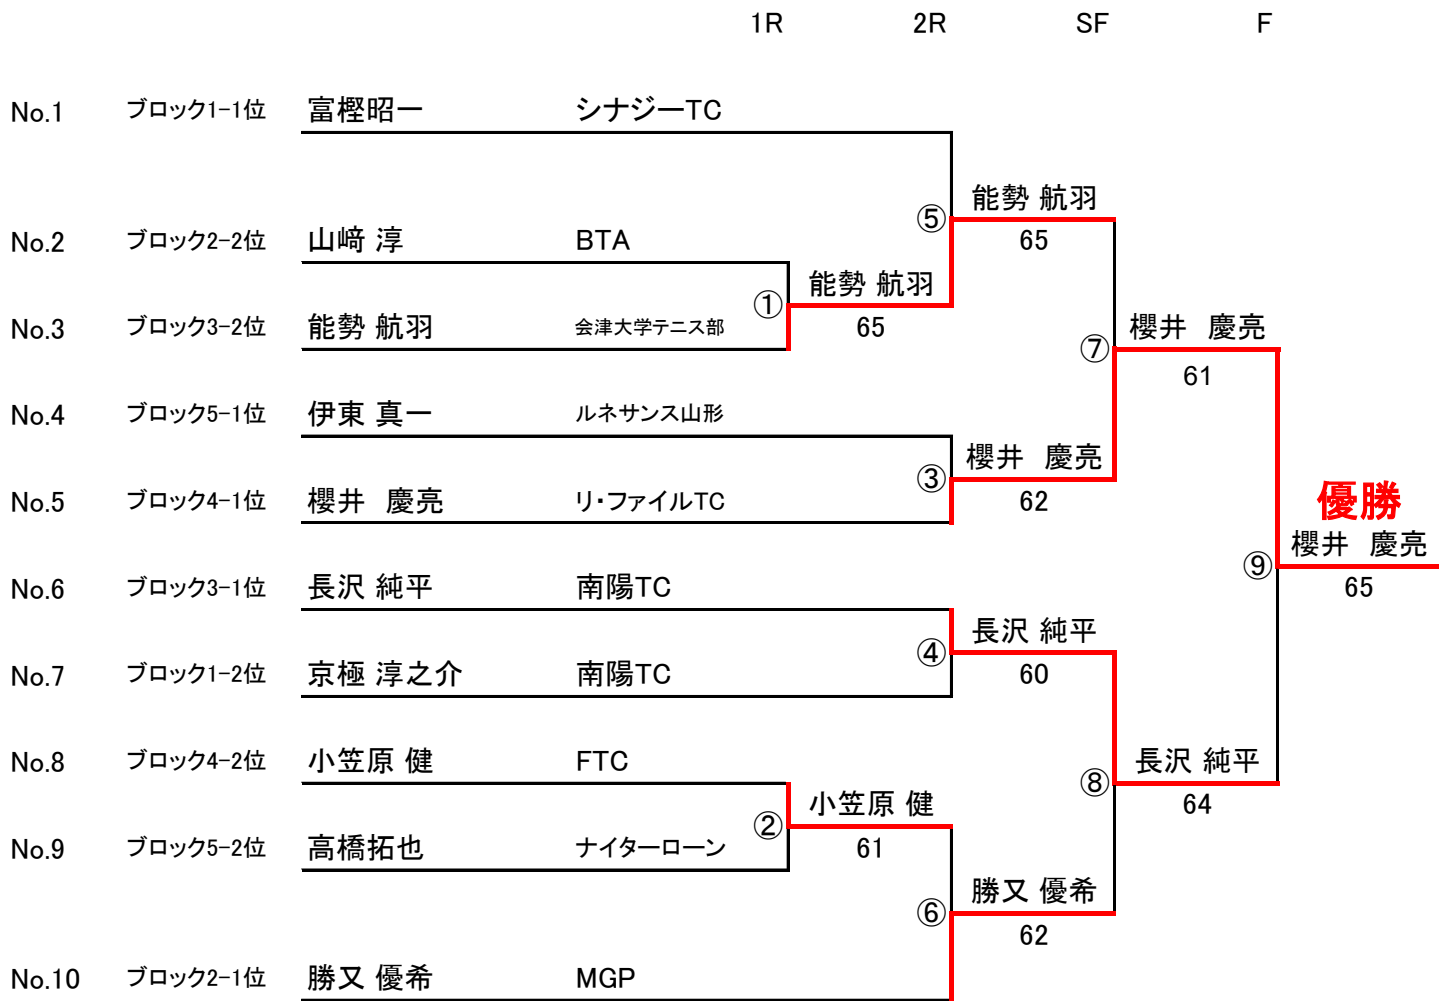 1R 2R SF F
No.1 ブロック1-1位 富樫昭一 シナジーTC
能勢 航羽
⑤
No.2 ブロック2-2位 山﨑 淳 BTA 65
能勢 航羽
①
No.3 ブロック3-2位 能勢 航羽 会津大学テニス部 65 櫻井　慶亮
⑦
61
No.4 ブロック5-1位 伊東 真一 ルネサンス山形
櫻井　慶亮
③
No.5 ブロック4-1位 櫻井　慶亮 リ・ファイルTC 62 優勝
櫻井　慶亮
⑨
No.6 ブロック3-1位 長沢 純平 南陽TC 65
長沢 純平
④
No.7 ブロック1-2位 京極 淳之介 南陽TC 60
No.8 ブロック4-2位 小笠原 健 FTC 長沢 純平
⑧
小笠原 健 64
②
No.9 ブロック5-2位 高橋拓也 ナイターローン 61
勝又 優希
⑥
62
No.10 ブロック2-1位 勝又 優希 MGP